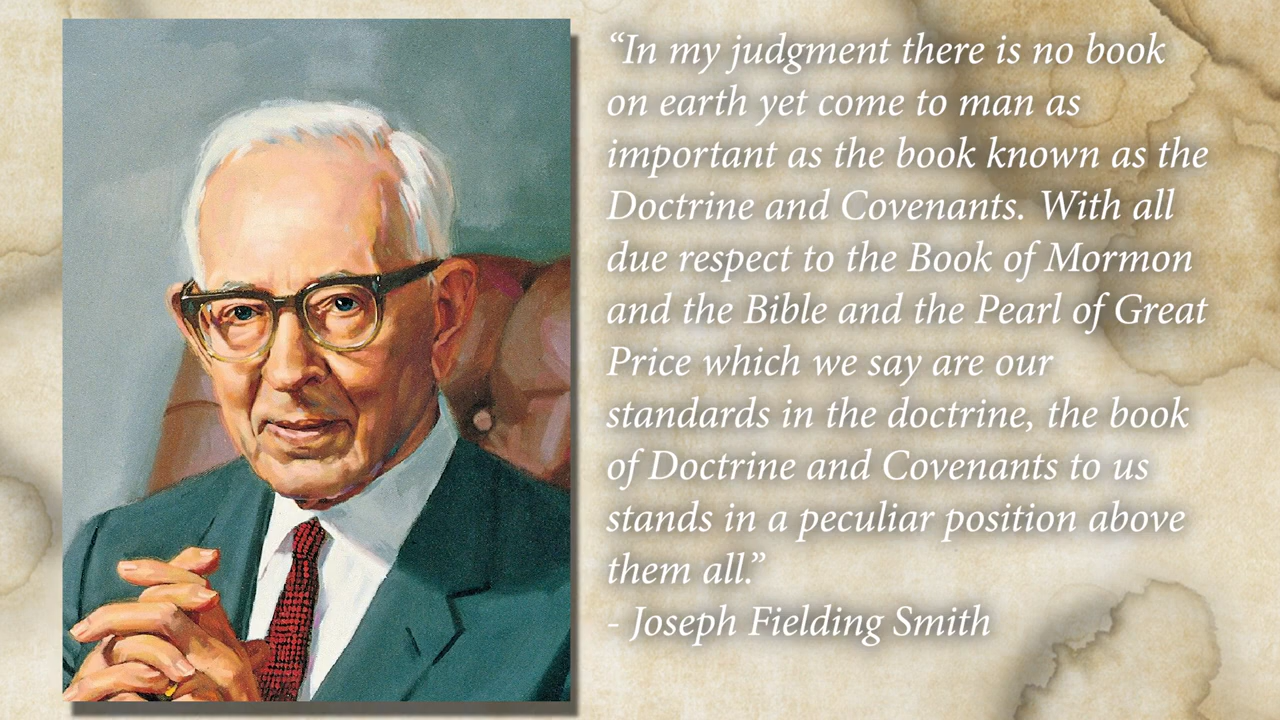 “In my judgment there is no book
on earth yet come to man as
important as the book known as the
Doctrine and Covenants. With all
due respect to the Book of Mormon
and the Bible and the Pearl of Great
Price which we say are our
standards in the doctrine, the book
of Doctrine and Covenants to us
stands in a peculiar position above
them all.”
- Joseph Fielding Smith